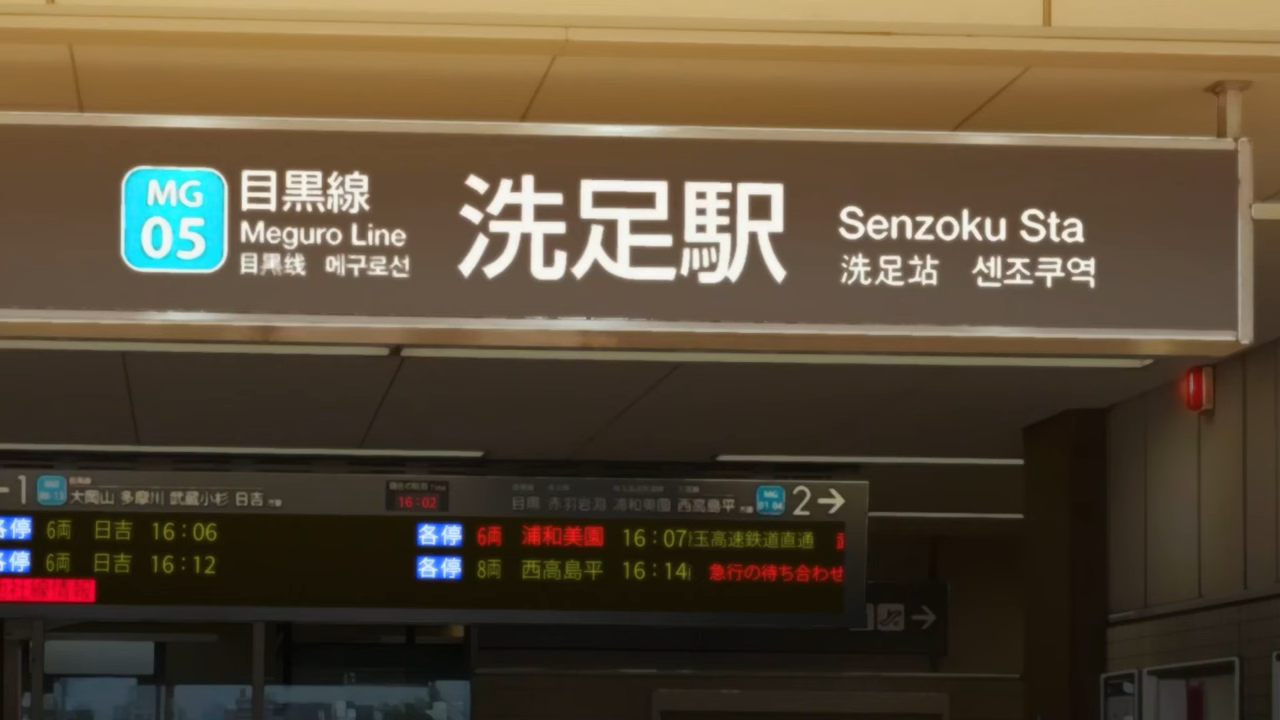 MG
05
目黒線
Meguro Line
目黒线 메구로선
洗足駅
Senzoku Sta
洗足站 센조쿠역
1 大岡山 多摩川 武蔵小杉 日吉
16:02
目黒 赤羽岩淵 浦和美園 西高島平
2
各停 6両 日吉 16:06
各停 6両 浦和美園 16:07 玉高速鉄道直通
各停 6両 日吉 16:12
各停 8両 西高島平 16:14 急行の待ち合わせ